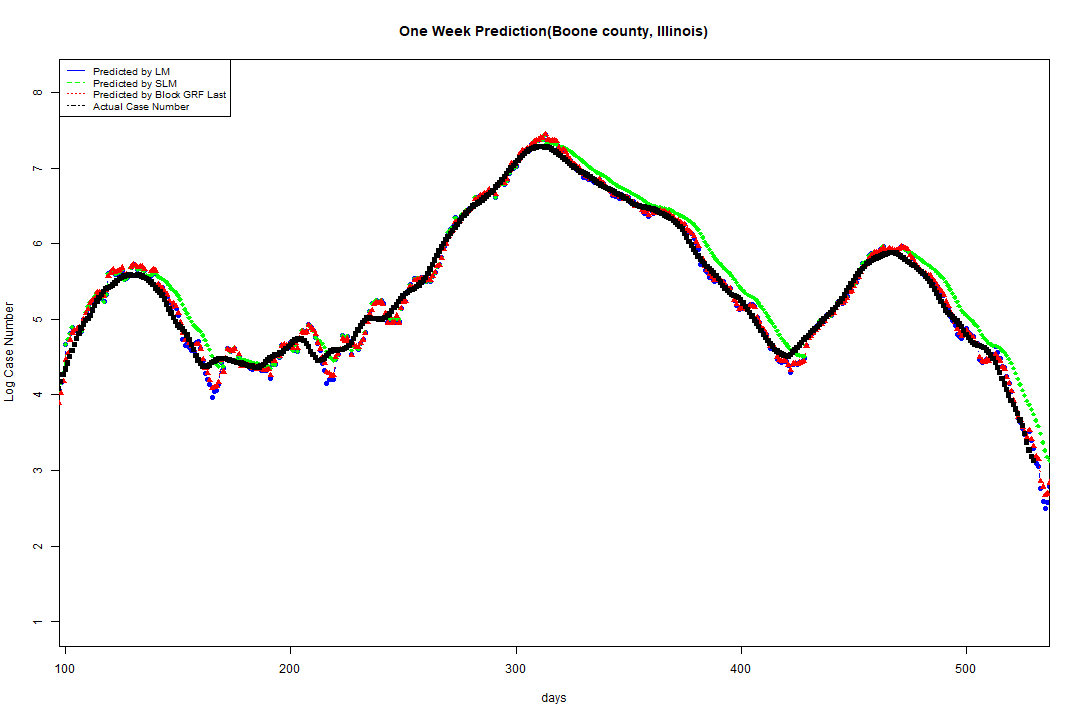 One Week Prediction(Boone county, Illinois)
Predicted by LM
Predicted by SLM
Predicted by Block GRF Last
Actual Case Number
Log Case Number
8
7
6
5
4
3
2
1
100 200 300 400 500
days